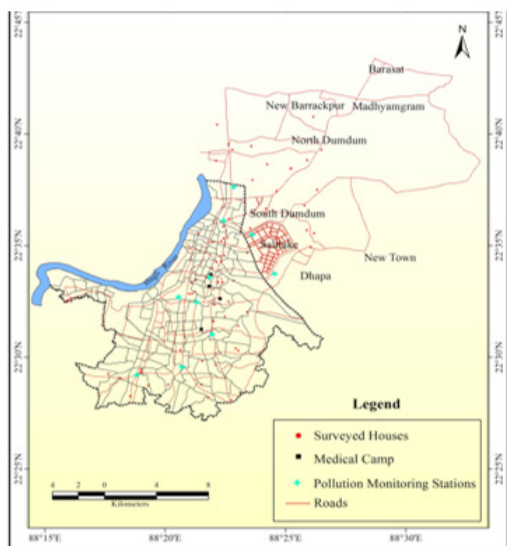 22°45'N
22°45'N
N
Barasat
New Barrackpur
Madhyamgram
22°40'N
22°40'N
North Dumdum
South Dumdum
22°35'N
22°35'N
Saltlake
New Town
River
Dhapa
22°30'N
22°30'N
Legend
Surveyed Houses
Medical Camp
Pollution Monitoring Stations
Roads
22°25'N
22°25'N
4 2 0 4 8
Kilometers
88°15'E 88°20'E 88°25'E 88°30'E